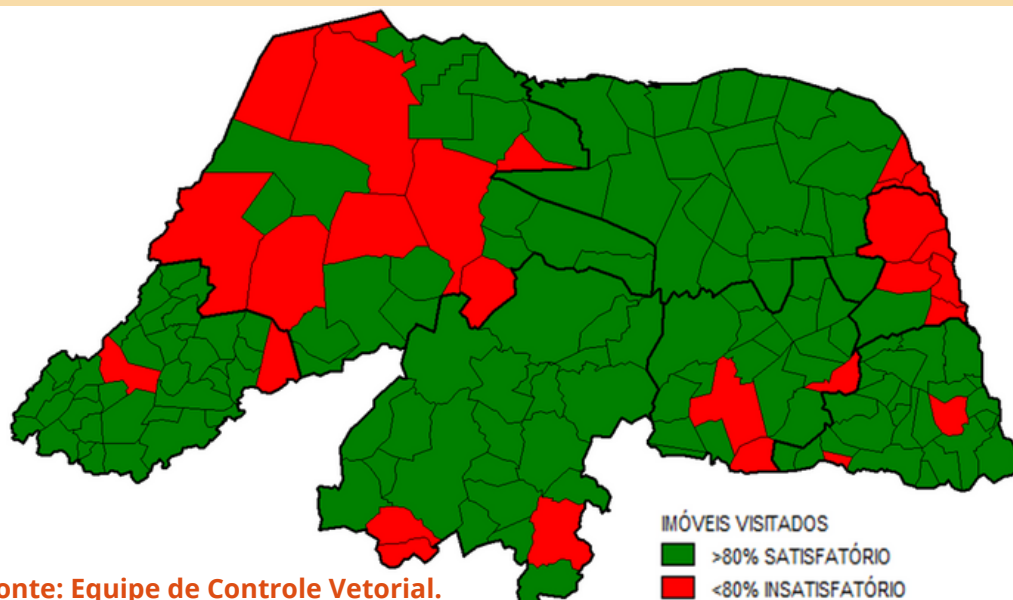 IMÓVEIS VISITADOS
>80% SATISFATÓRIO
<80% INSATISFATÓRIO
onte: Equipe de Controle Vetorial.